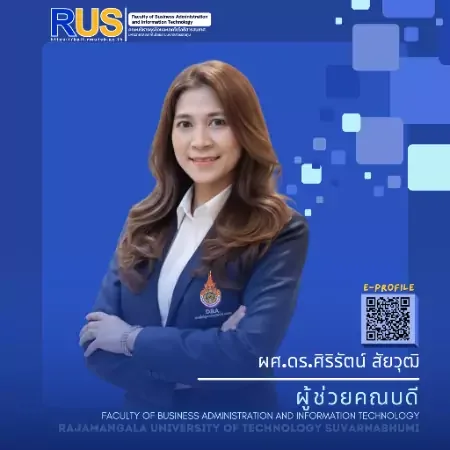 RUS
Faculty of Business Administration
and Information Technology
E-PROFILE
ผศ.ดร.ศิริรัตน์ สัยวุฒิ
ผู้ช่วยคณบดี
FACULTY OF BUSINESS ADMINISTRATION AND INFORMATION TECHNOLOGY
RAJAMANGALA UNIVERSITY OF TECHNOLOGY SUVARNABHUMI